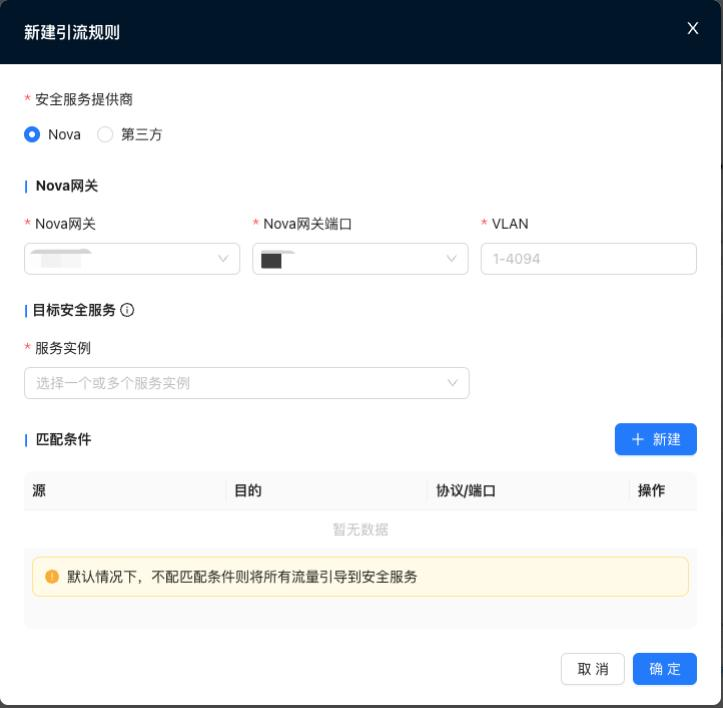 新建引流规则
* 安全服务提供商
Nova 第三方
Nova网关
* Nova网关 * Nova网关端口 * VLAN
1-4094
目标安全服务
* 服务实例
选择一个或多个服务实例
匹配条件 + 新建
源 目的 协议/端口 操作
暂无数据
默认情况下，不配匹配条件则将所有流量引导到安全服务
取 消 确 定